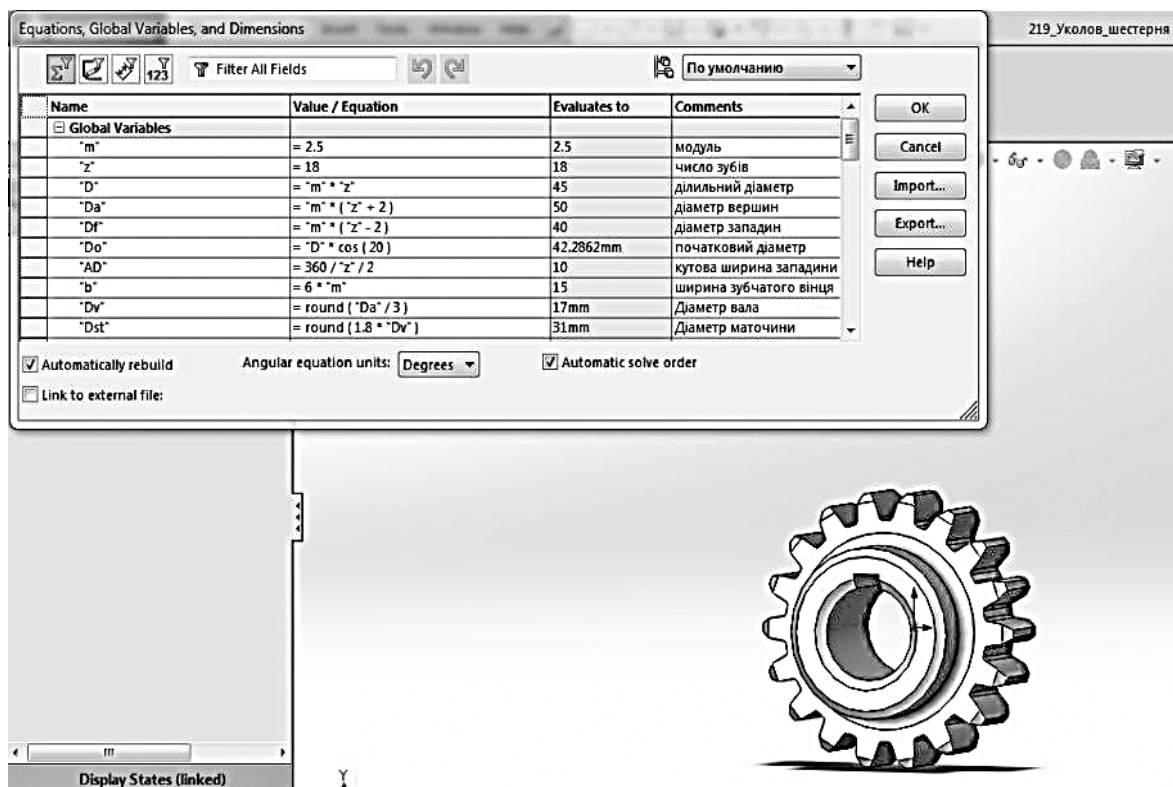 Equations, Global Variables, and Dimensions
219_Уколов_шестерня
Filter All Fields
По умолчанию
Name Value / Equation Evaluates to Comments
Global Variables
"m" = 2.5 2.5 модуль
"z" = 18 18 число зубів
"D" = "m" * "z" 45 ділильний діаметр
"Da" = "m" * ( "z" + 2 ) 50 діаметр вершин
"Df" = "m" * ( "z" - 2 ) 40 діаметр западин
"Do" = "D" * cos ( 20 ) 42.2862mm початковий діаметр
"AD" = 360 / "z" / 2 10 кутова ширина западини
"b" = 6 * "m" 15 ширина зубчатого вінця
"Dv" = round ( "Da" / 3 ) 17mm Діаметр вала
"Dst" = round ( 1.8 * "Dv" ) 31mm Діаметр маточини
OK
Cancel
Import...
Export...
Help
Automatically rebuild Angular equation units: Degrees Automatic solve order
Link to external file:
Display States (linked)
Y